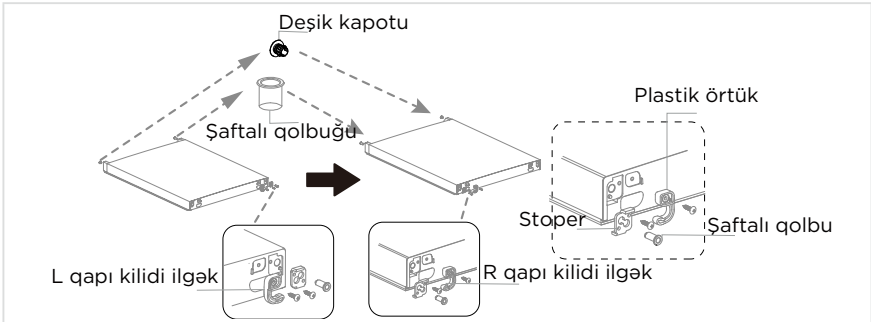 Deşik kapotu
Plastik örtük
Şaftalı qolbuğu
Stoper
Şaftalı qolbu
L qapı kilidi ilgək
R qapı kilidi ilgək